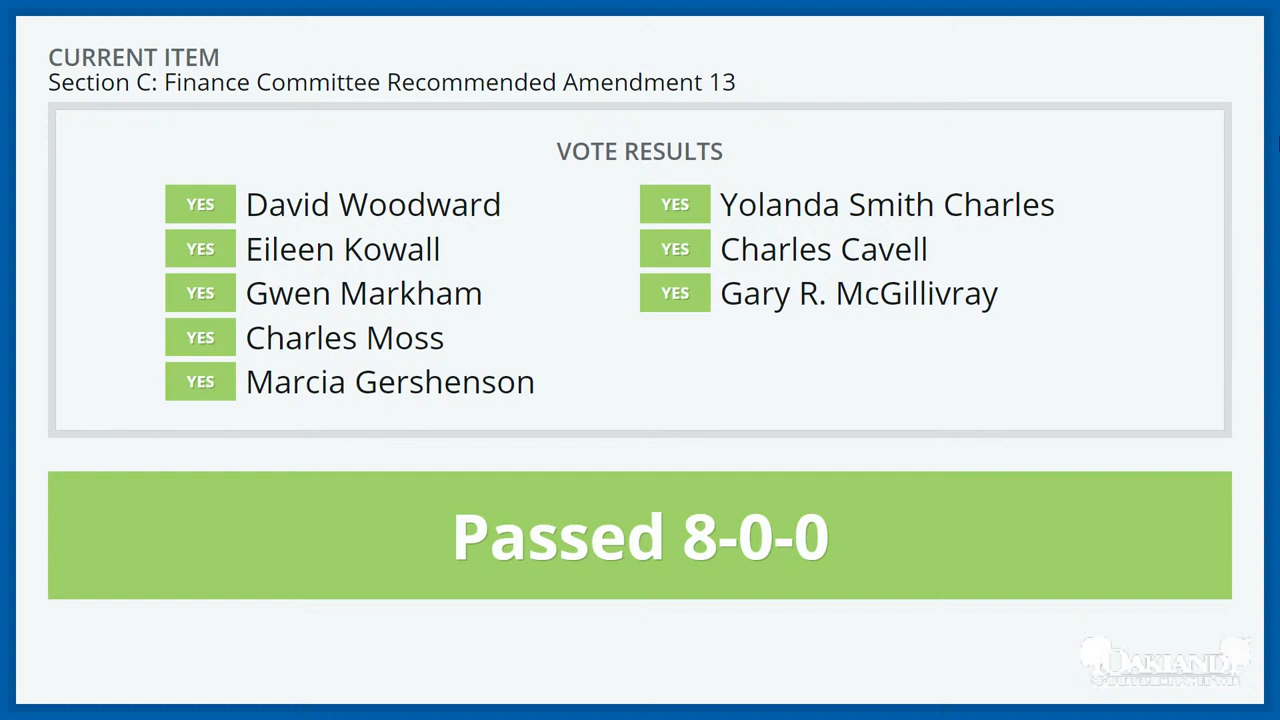 CURRENT ITEM
Section C: Finance Committee Recommended Amendment 13
VOTE RESULTS
YES David Woodward
YES Eileen Kowall
YES Gwen Markham
YES Charles Moss
YES Marcia Gershenson
YES Yolanda Smith Charles
YES Charles Cavell
YES Gary R. McGillivray
Passed 8-0-0
OAKLAND